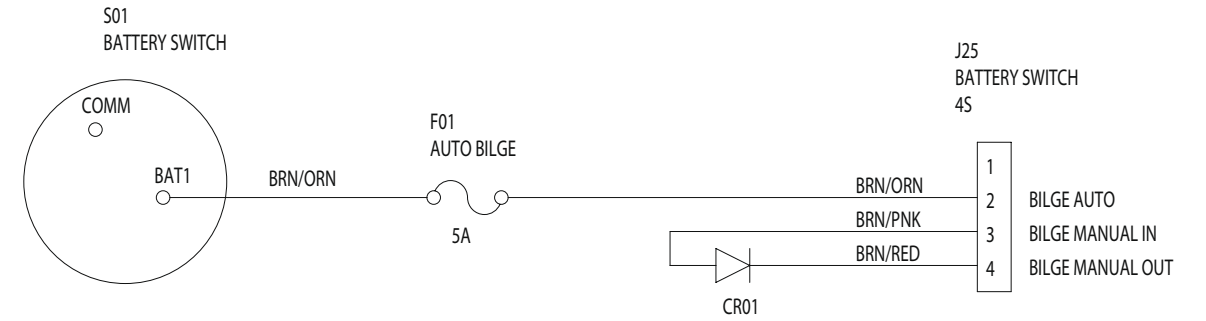 S01
BATTERY SWITCH
COMM
BAT1
BRN/ORN
F01
AUTO BILGE
5A
J25
BATTERY SWITCH
4S
1
BRN/ORN
2
BILGE AUTO
BRN/PNK
3
BILGE MANUAL IN
BRN/RED
4
BILGE MANUAL OUT
CR01